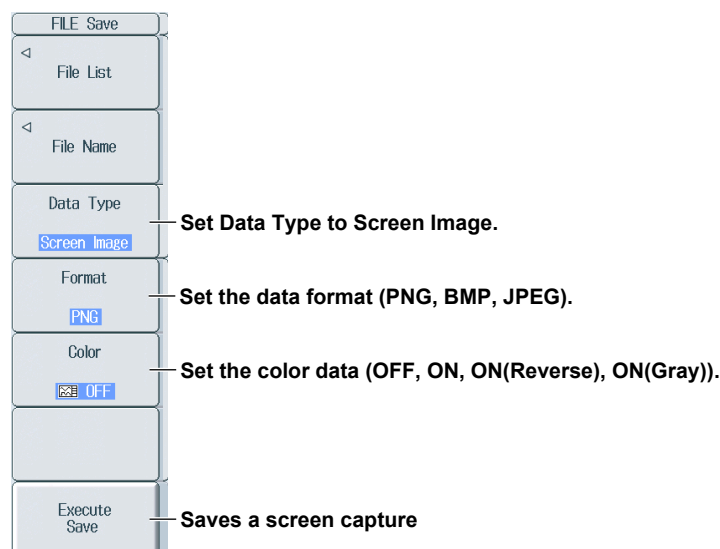 FILE Save
File List
File Name
Data Type
Screen Image
Set Data Type to Screen Image.
Format
PNG
Set the data format (PNG, BMP, JPEG).
Color
OFF
Set the color data (OFF, ON, ON(Reverse), ON(Gray)).
Execute
Save
Saves a screen capture